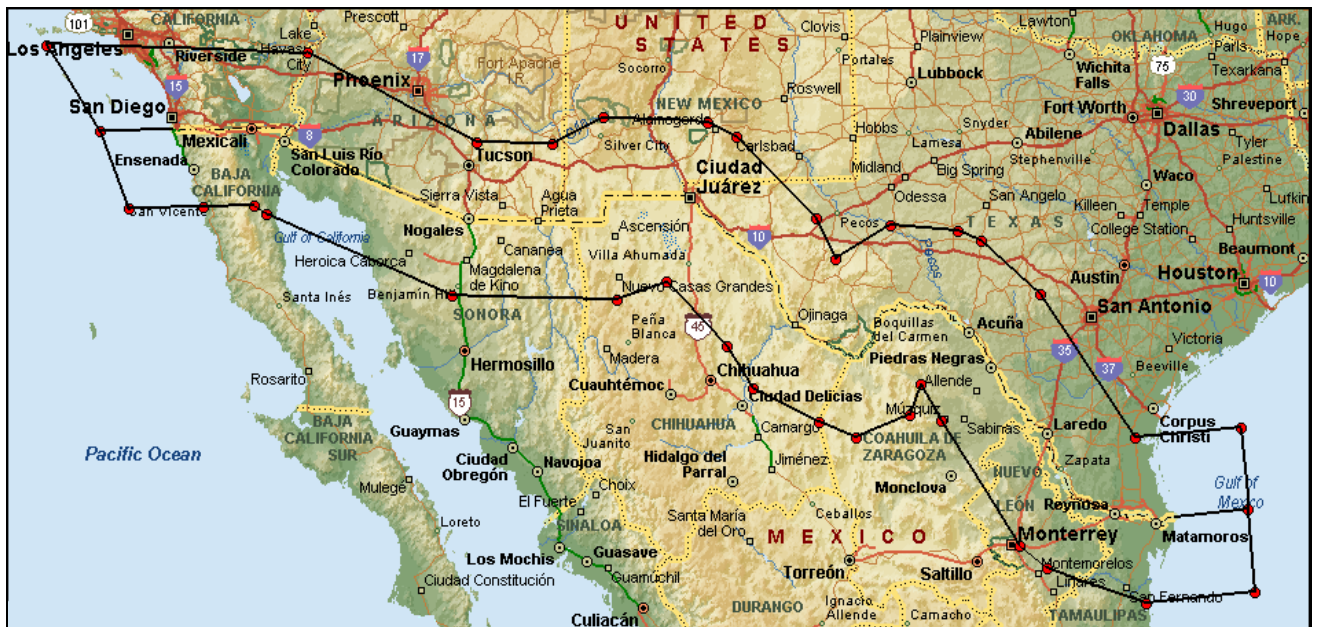 101
CALIFORNIA
Prescott
UNITED
Clovis
Lawton
Hugo
ARK.
Los Angeles
Lake
Havasu
City
Riverside
17
Fort Apache
I.R.
STATES
Plainview
OKLAHOMA
Hope
Paris
Phoenix
Socorro
Portales
Lubbock
Wichita
Falls
75
Texarkana
15
San Diego
Roswell
30
ARIZONA
NEW MEXICO
Fort Worth
Shreveport
Mexicali
8
Alamogordo
Hobbs
Snyder
Abilene
Dallas
Ensenada
San Luis Río
Colorado
Tucson
Silver City
Carlsbad
Lamesa
Stephenville
Tyler
Palestine
BAJA
CALIFORNIA
Sierra Vista
Agua
Prieta
Ciudad
Juárez
Midland
Big Spring
Odessa
San Angelo
Waco
Lufkin
San Vicente
Killeen
Temple
Nogales
Ascensión
10
Pecos
TEXAS
College Station
Huntsville
Gulf of California
Cananea
Villa Ahumada
Pecos
Beaumont
Heroica Caborca
Magdalena
de Kino
Austin
Houston
10
Santa Inés
Benjamín Hill
Nuevo Casas Grandes
San Antonio
SONORA
Peña
Blanca
45
Ojinaga
Boquillas
del Carmen
Acuña
Victoria
Madera
35
37
Hermosillo
Chihuahua
Piedras Negras
Beeville
Rosarito
Cuauhtémoc
Ciudad Delicias
Allende
15
BAJA
CALIFORNIA
SUR
Guaymas
San
Juanito
CHIHUAHUA
Camargo
Múzquiz
Sabinas
Laredo
Corpus
Christi
Pacific Ocean
Ciudad
Obregón
Navojoa
Hidalgo del
Parral
Jiménez
COAHUILA DE
ZARAGOZA
NUEVO
LEÓN
Zapata
Mulegé
El Fuerte
Choix
Monclova
Gulf of
Mexico
Loreto
SINALOA
Santa María
del Oro
Ceballos
Reynosa
Matamoros
Los Mochis
Guasave
MEXICO
Monterrey
Ciudad Constitución
Guamúchil
Torreón
Saltillo
Montemorelos
Linares
San Fernando
Culiacán
DURANGO
Ignacio
Allende
Camacho
TAMAULIPAS